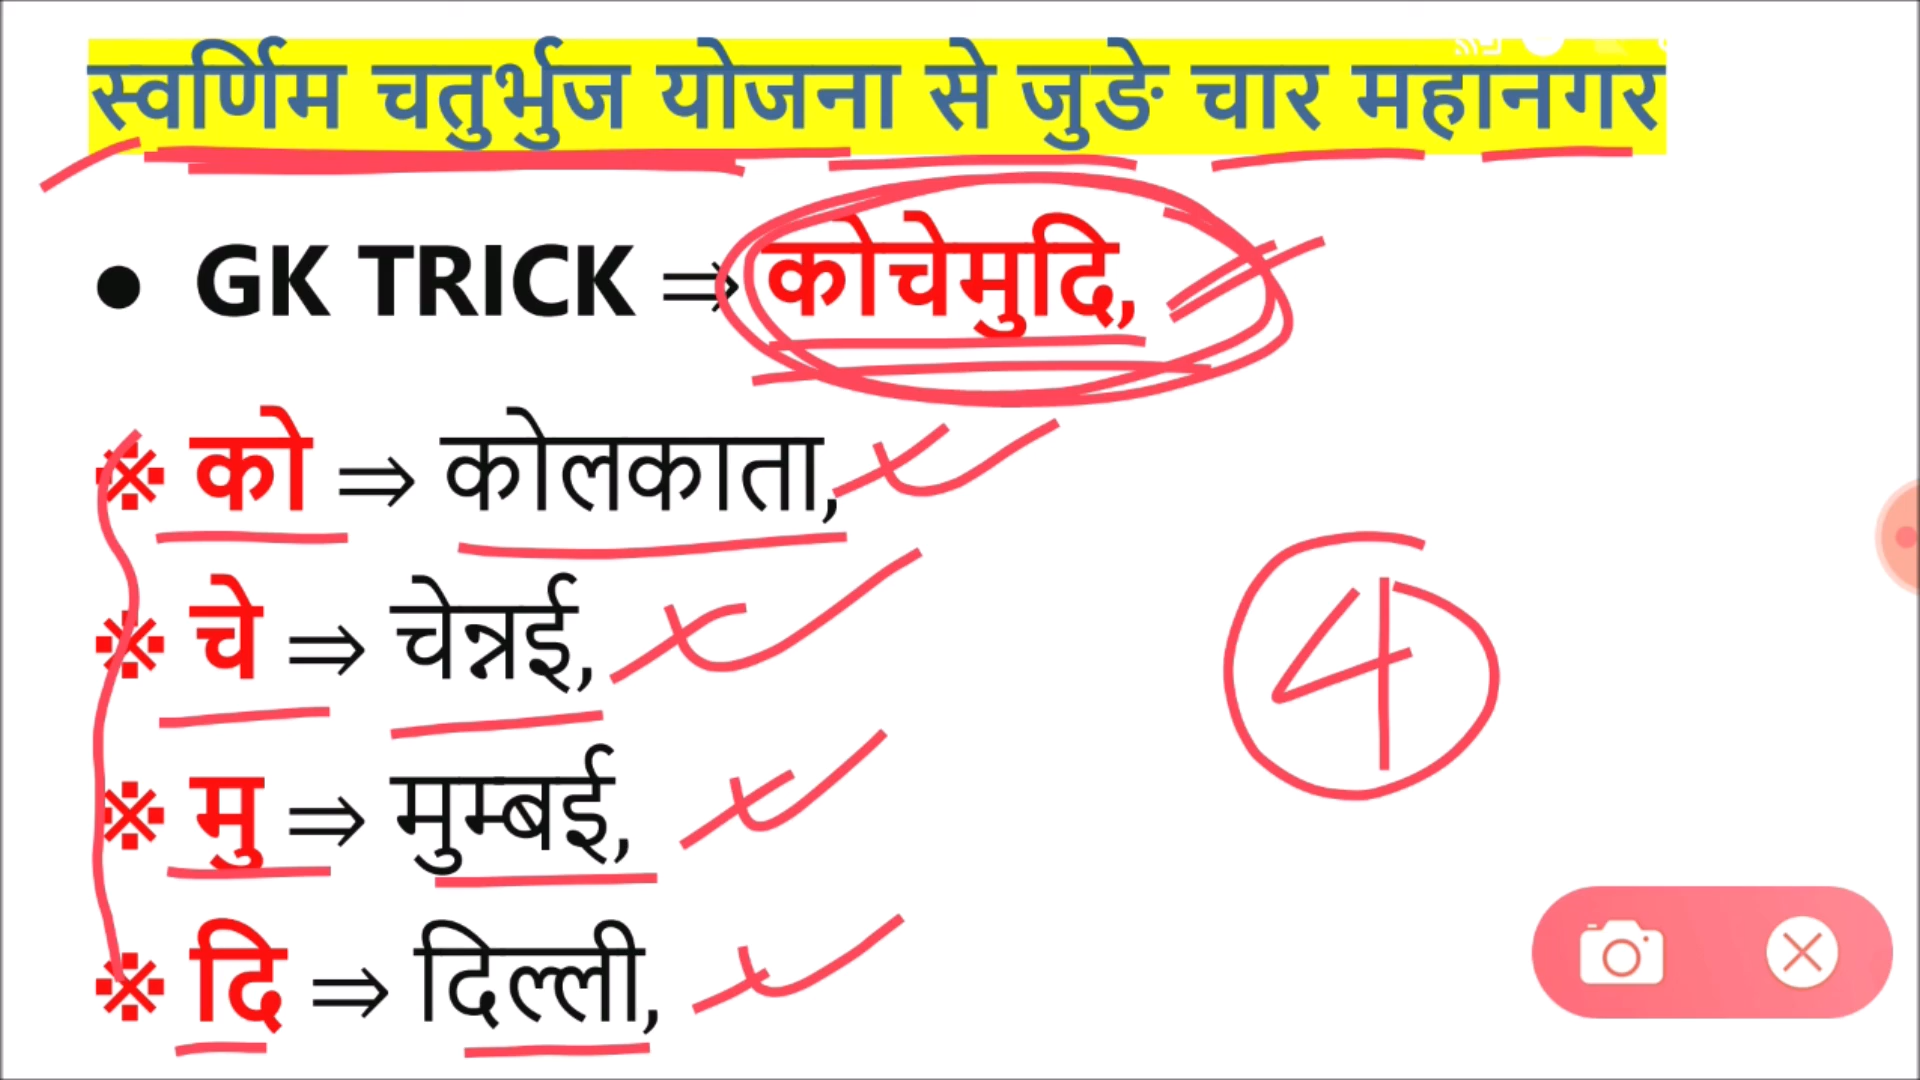 स्वर्णिम चतुर्भुज योजना से जुङे चार महानगर
● GK TRICK ⇒ कोचेमुदि,
※ को ⇒ कोलकाता,
※ चे ⇒ चेन्नई,
※ मु ⇒ मुम्बई,
※ दि ⇒ दिल्ली,
4